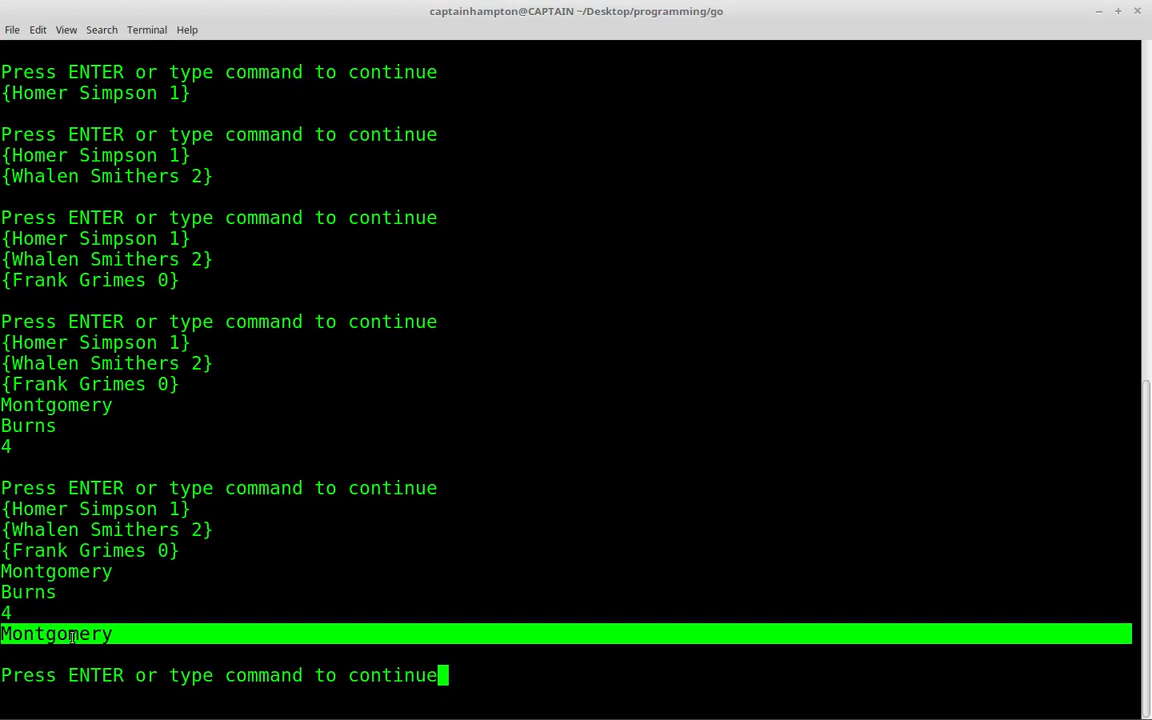 captainhampton@CAPTAIN ~/Desktop/programming/go
File Edit View Search Terminal Help
Press ENTER or type command to continue
{Homer Simpson 1}
Press ENTER or type command to continue
{Homer Simpson 1}
{Whalen Smithers 2}
Press ENTER or type command to continue
{Homer Simpson 1}
{Whalen Smithers 2}
{Frank Grimes 0}
Press ENTER or type command to continue
{Homer Simpson 1}
{Whalen Smithers 2}
{Frank Grimes 0}
Montgomery
Burns
4
Press ENTER or type command to continue
{Homer Simpson 1}
{Whalen Smithers 2}
{Frank Grimes 0}
Montgomery
Burns
4
Montgomery
Press ENTER or type command to continue